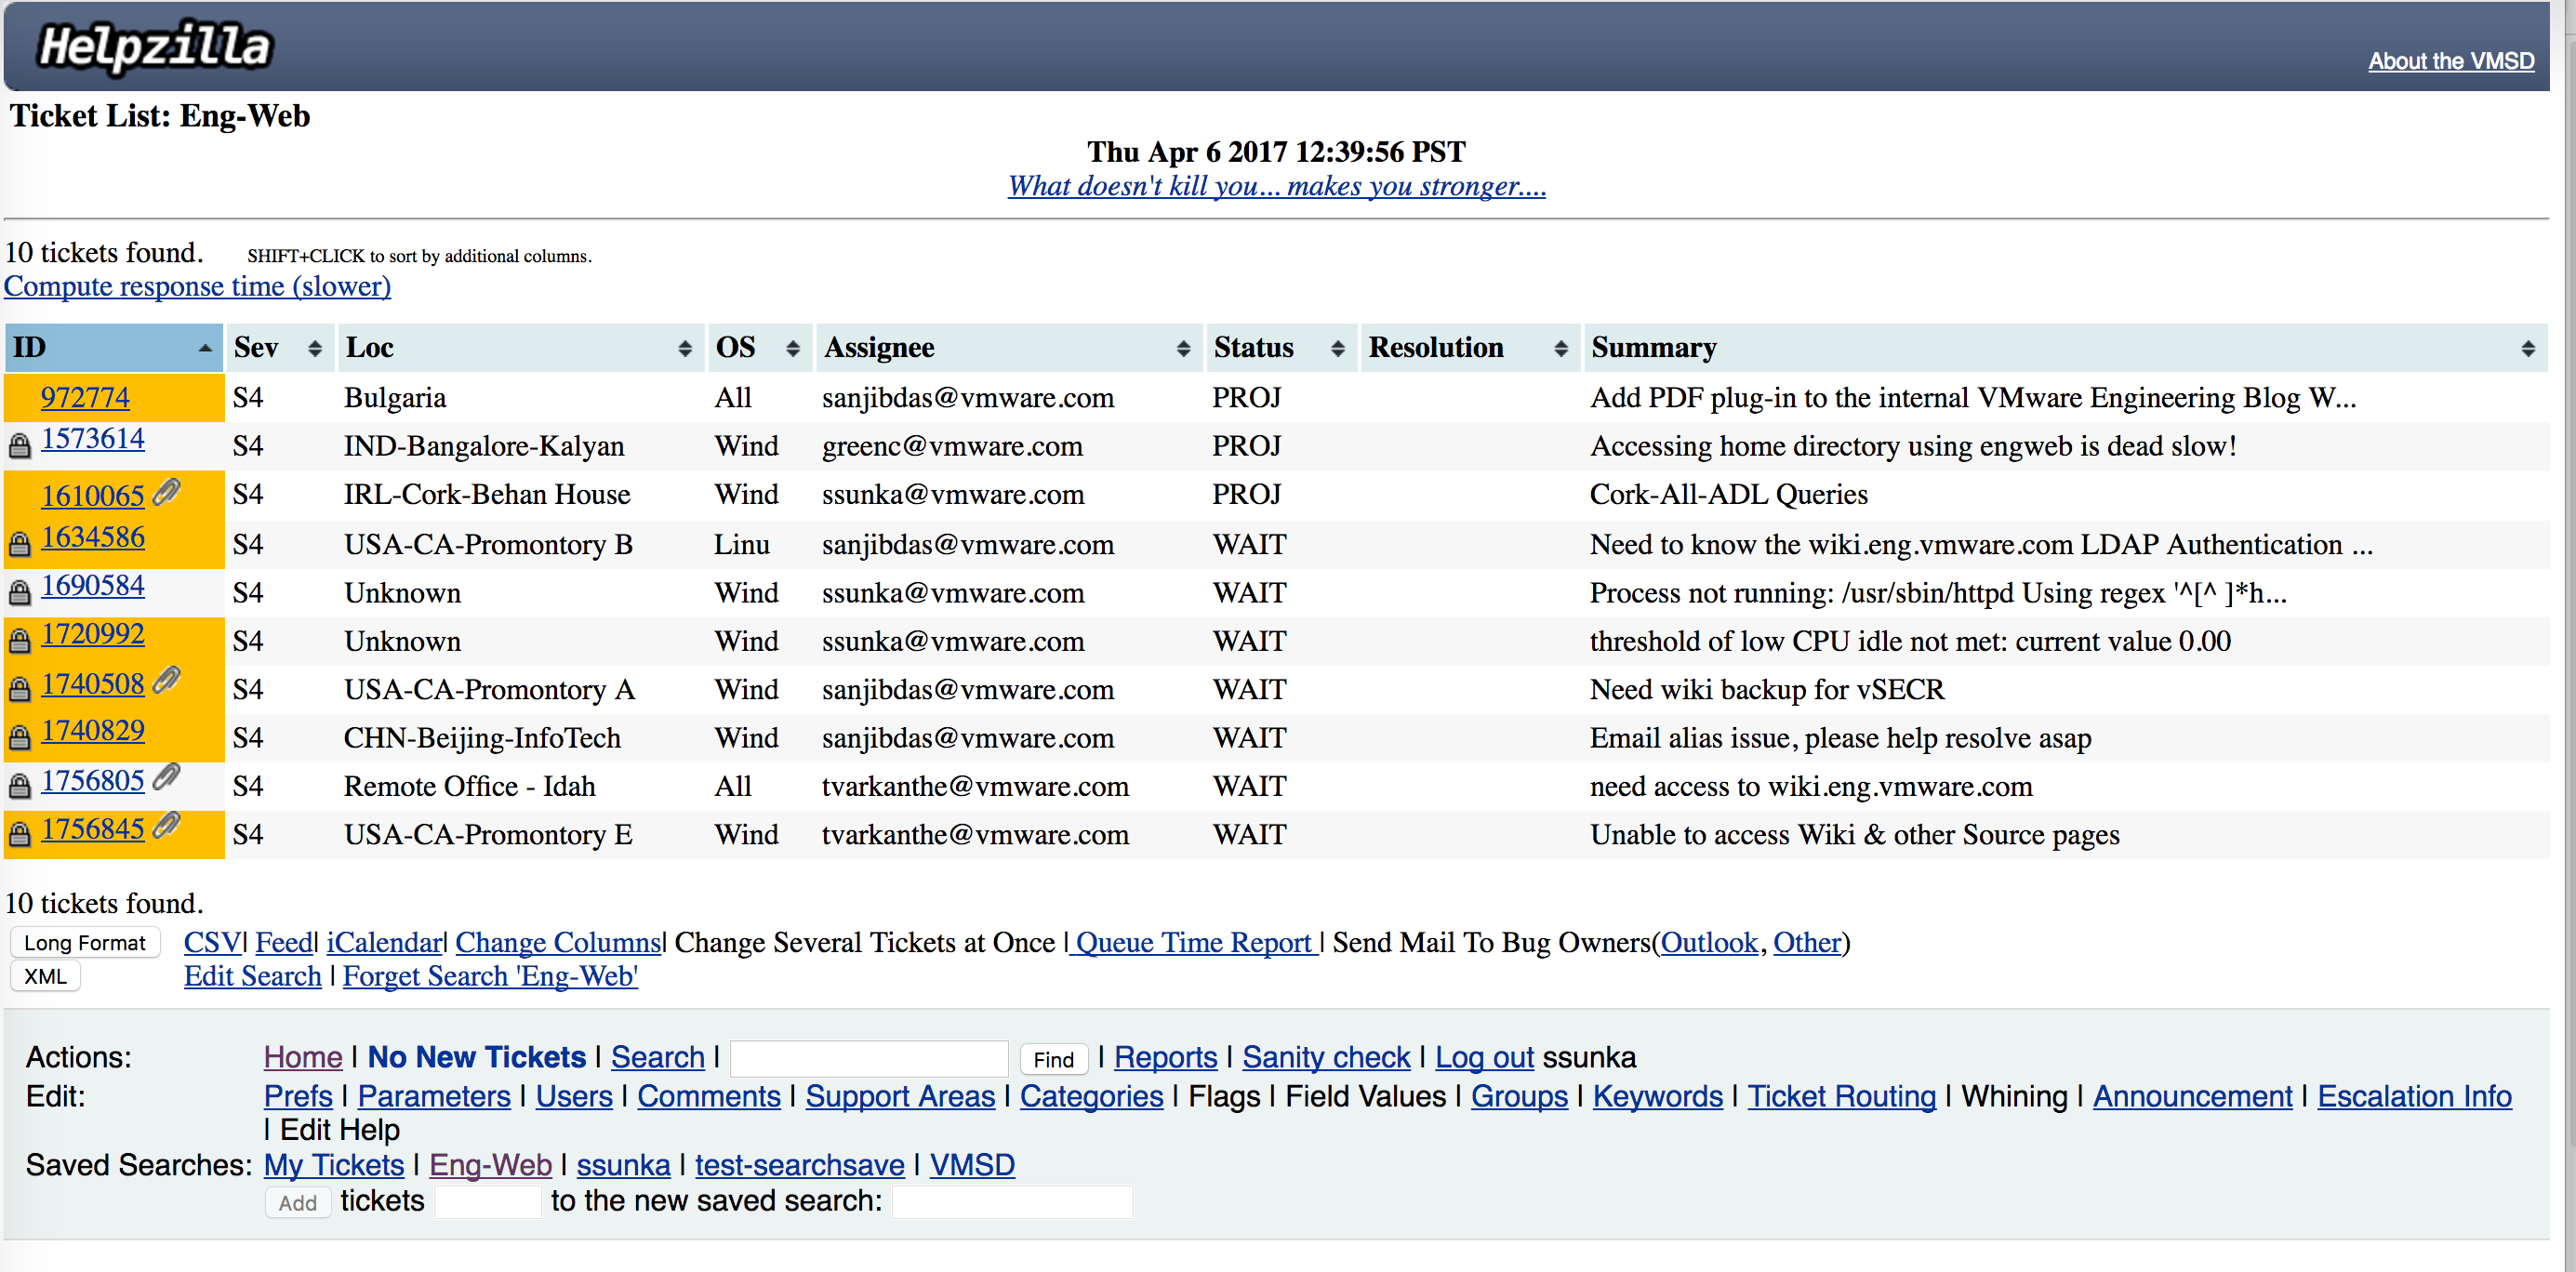 Helpzilla
About the VMSD
Ticket List: Eng-Web
Thu Apr 6 2017 12:39:56 PST
What doesn't kill you... makes you stronger....
10 tickets found. SHIFT+CLICK to sort by additional columns.
Compute response time (slower)
ID Sev Loc OS Assignee Status Resolution Summary
972774 S4 Bulgaria All sanjibdas@vmware.com PROJ Add PDF plug-in to the internal VMware Engineering Blog W...
1573614 S4 IND-Bangalore-Kalyan Wind greenc@vmware.com PROJ Accessing home directory using engweb is dead slow!
1610065 S4 IRL-Cork-Behan House Wind ssunka@vmware.com PROJ Cork-All-ADL Queries
1634586 S4 USA-CA-Promontory B Linu sanjibdas@vmware.com WAIT Need to know the wiki.eng.vmware.com LDAP Authentication ...
1690584 S4 Unknown Wind ssunka@vmware.com WAIT Process not running: /usr/sbin/httpd Using regex '^[^ ]*h...
1720992 S4 Unknown Wind ssunka@vmware.com WAIT threshold of low CPU idle not met: current value 0.00
1740508 S4 USA-CA-Promontory A Wind sanjibdas@vmware.com WAIT Need wiki backup for vSECR
1740829 S4 CHN-Beijing-InfoTech Wind sanjibdas@vmware.com WAIT Email alias issue, please help resolve asap
1756805 S4 Remote Office - Idah All tvarkanthe@vmware.com WAIT need access to wiki.eng.vmware.com
1756845 S4 USA-CA-Promontory E Wind tvarkanthe@vmware.com WAIT Unable to access Wiki & other Source pages
10 tickets found.
Long Format CSV| Feed| iCalendar| Change Columns| Change Several Tickets at Once | Queue Time Report | Send Mail To Bug Owners(Outlook, Other)
XML Edit Search | Forget Search 'Eng-Web'
Actions: Home | No New Tickets | Search | Find | Reports | Sanity check | Log out ssunka
Edit: Prefs | Parameters | Users | Comments | Support Areas | Categories | Flags | Field Values | Groups | Keywords | Ticket Routing | Whining | Announcement | Escalation Info
| Edit Help
Saved Searches: My Tickets | Eng-Web | ssunka | test-searchsave | VMSD
Add tickets to the new saved search: